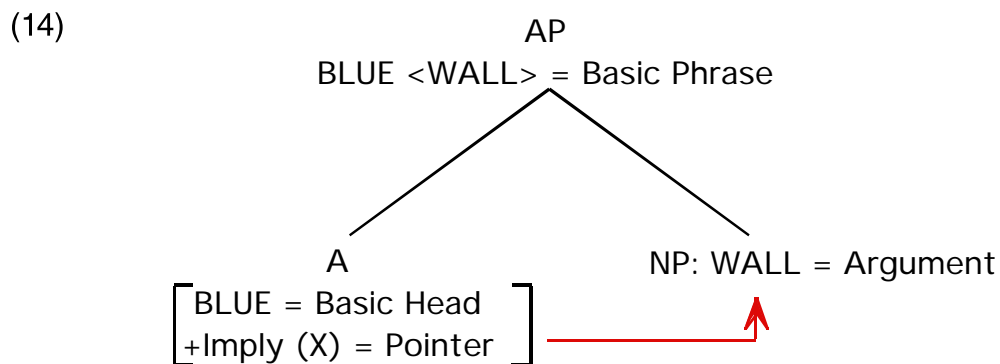 (14)
AP
BLUE <WALL> = Basic Phrase
A
NP: WALL = Argument
BLUE = Basic Head
+Imply (X) = Pointer